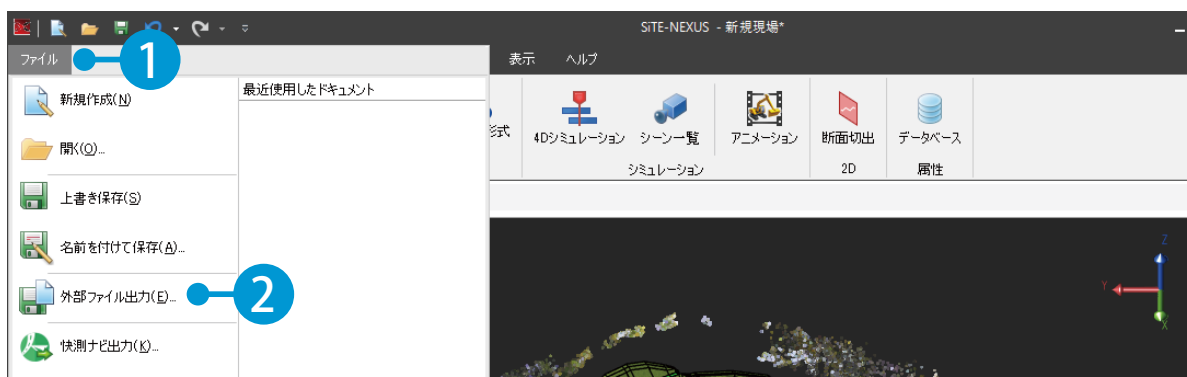 SiTE-NEXUS - 新規現場*
ファイル
1
表示
ヘルプ
新規作成(N)
最近使用したドキュメント
開く(O)...
上書き保存(S)
名前を付けて保存(A)...
外部ファイル出力(E)...
2
快測ナビ出力(K)...
形式
4Dシミュレーション
シーン一覧
アニメーション
断面切出
データベース
シミュレーション
2D
属性
Z
Y
X